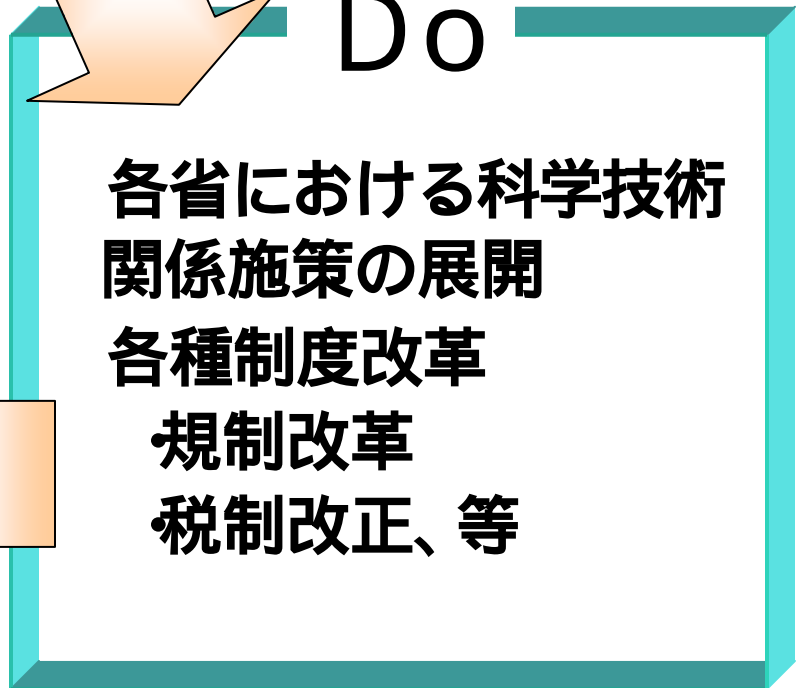 Do
各省における科学技術
関係施策の展開
各種制度改革
・規制改革
・税制改正、等